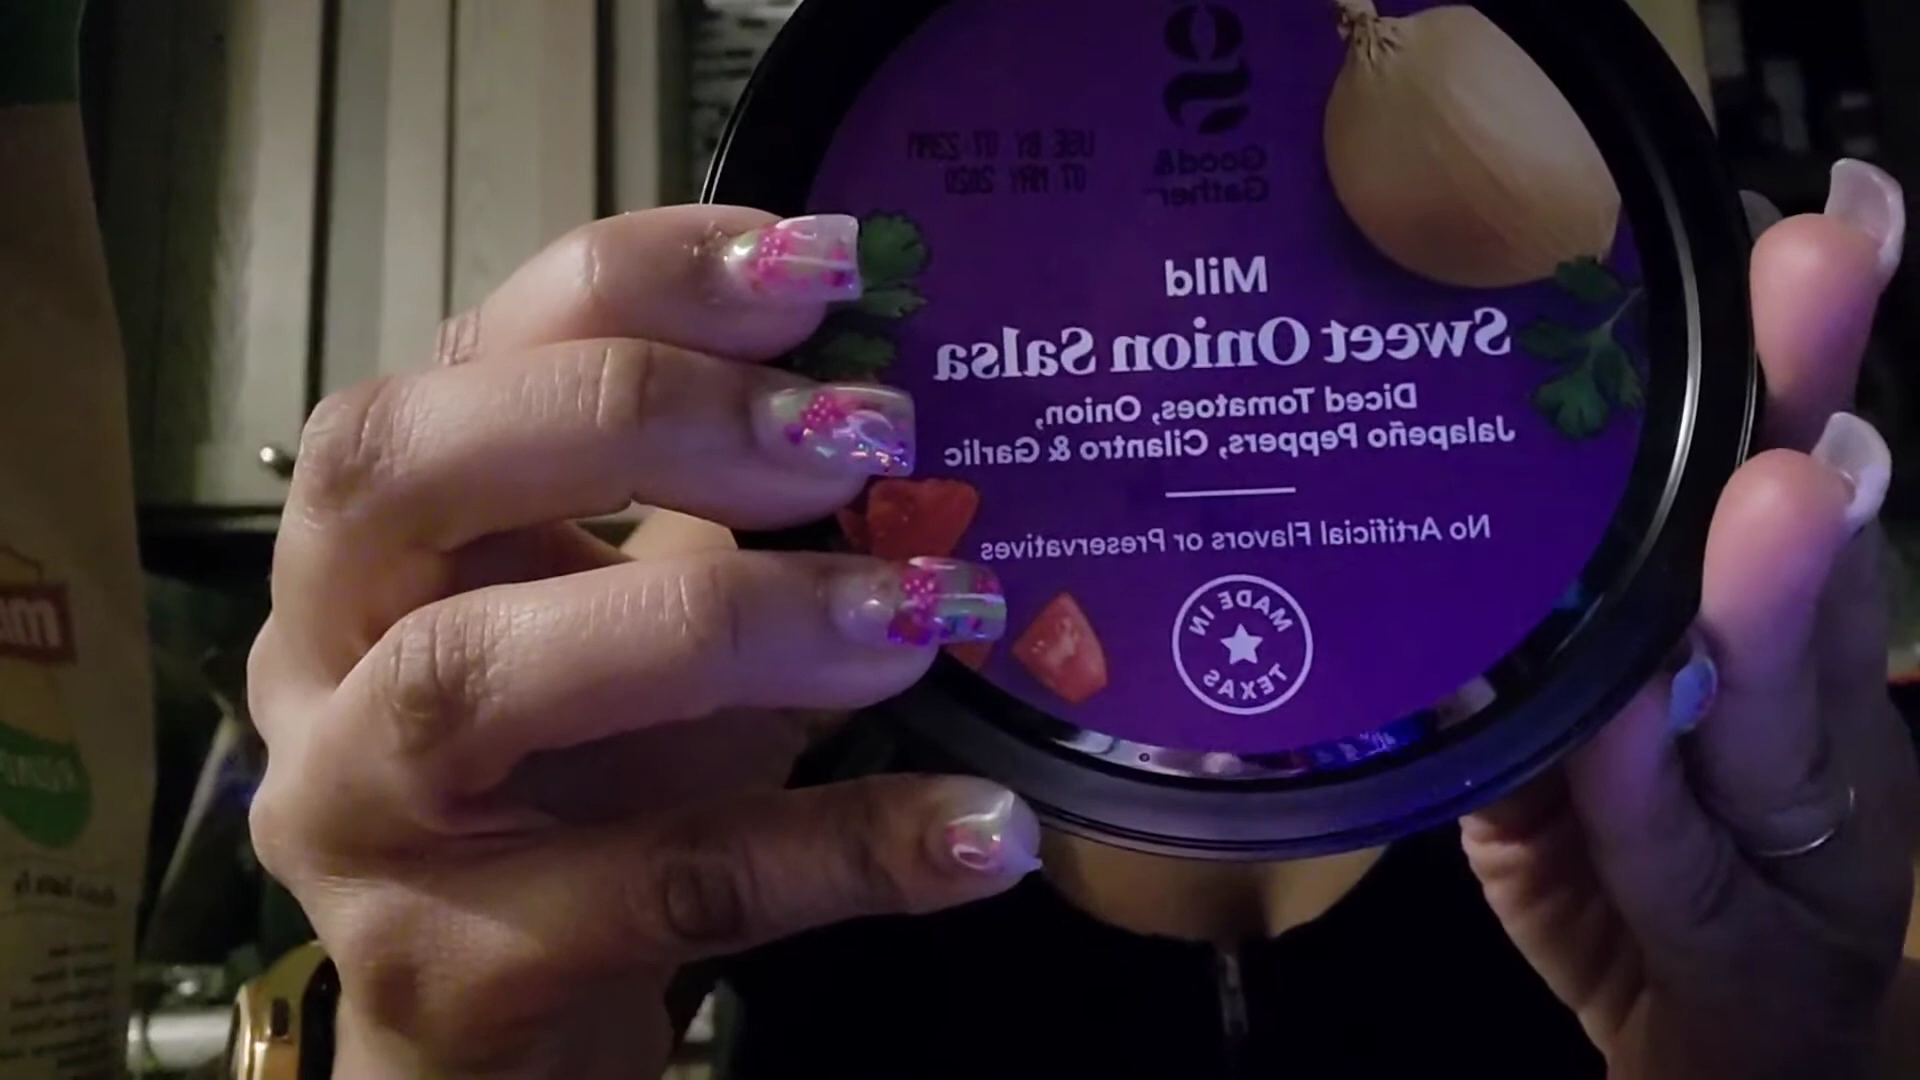 Good&
Gather™
USE BY 07 23AM
07 MAY 2020
Mild
Sweet Onion Salsa
Diced Tomatoes, Onion,
Jalapeño Peppers, Cilantro & Garlic
No Artificial Flavors or Preservatives
MADE IN
TEXAS